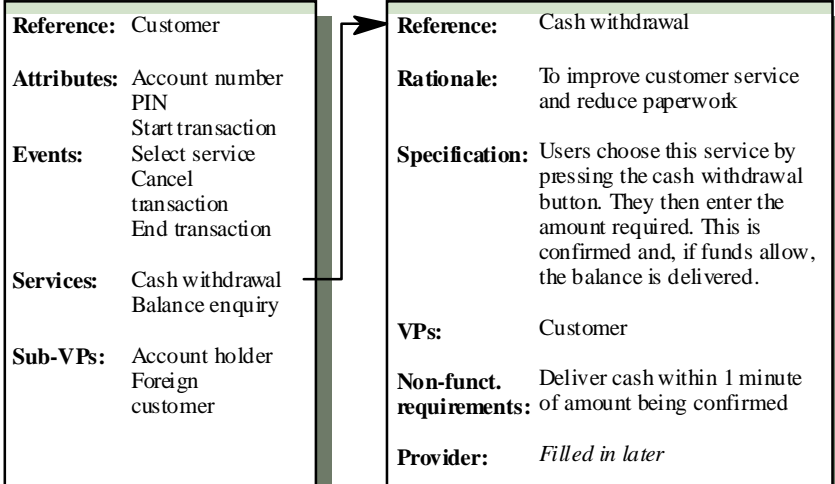 Reference: Customer
Attributes: Account number
PIN
Start transaction
Events: Select service
Cancel
transaction
End transaction
Services: Cash withdrawal
Balance enquiry
Sub-VPs: Account holder
Foreign
customer
Reference: Cash withdrawal
Rationale: To improve customer service
and reduce paperwork
Specification: Users choose this service by
pressing the cash withdrawal
button. They then enter the
amount required. This is
confirmed and, if funds allow,
the balance is delivered.
VPs: Customer
Non-funct. Deliver cash within 1 minute
requirements: of amount being confirmed
Provider: Filled in later